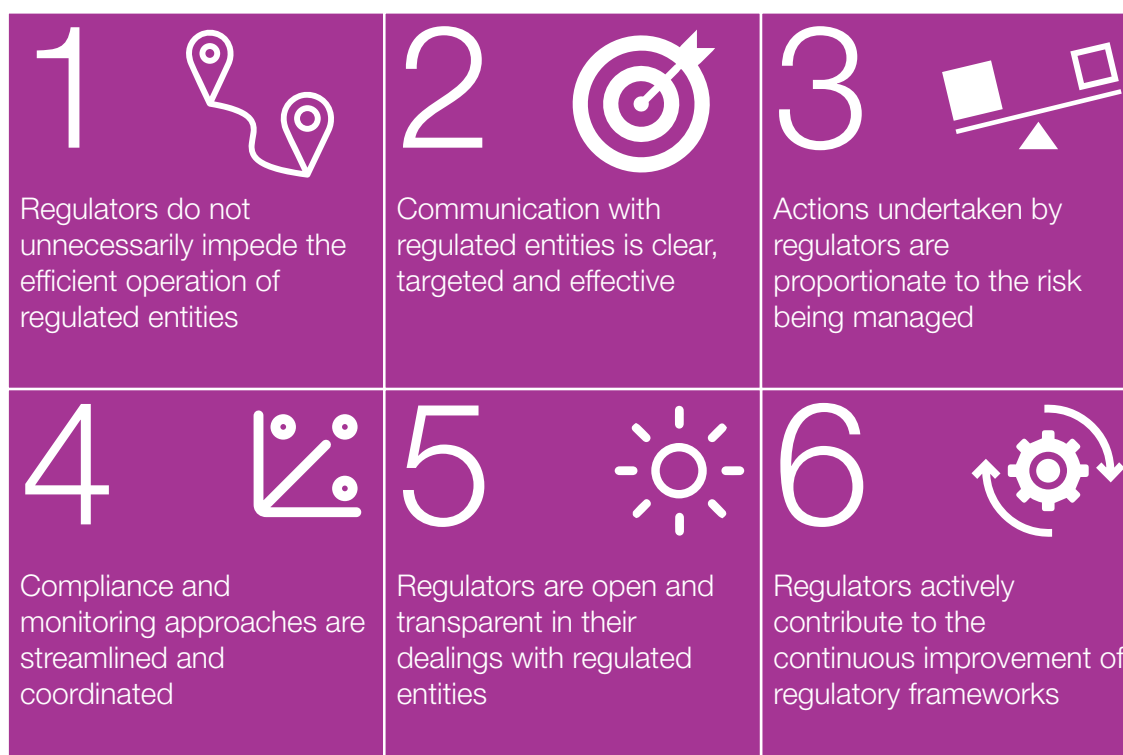 1
Regulators do not
unnecessarily impede the
efficient operation of
regulated entities
2
Communication with
regulated entities is clear,
targeted and effective
3
Actions undertaken by
regulators are
proportionate to the risk
being managed
4
Compliance and
monitoring approaches are
streamlined and
coordinated
5
Regulators are open and
transparent in their
dealings with regulated
entities
6
Regulators actively
contribute to the
continuous improvement of
regulatory frameworks